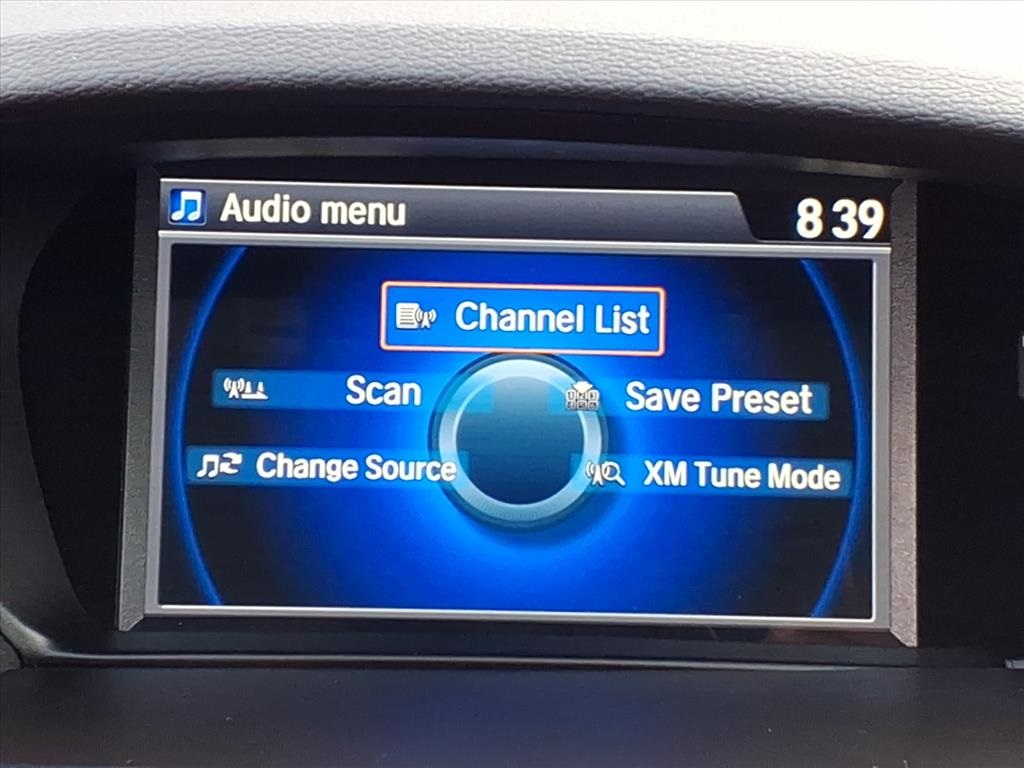 Audio menu
8 39
Channel List
Scan
Save Preset
Change Source
XM Tune Mode